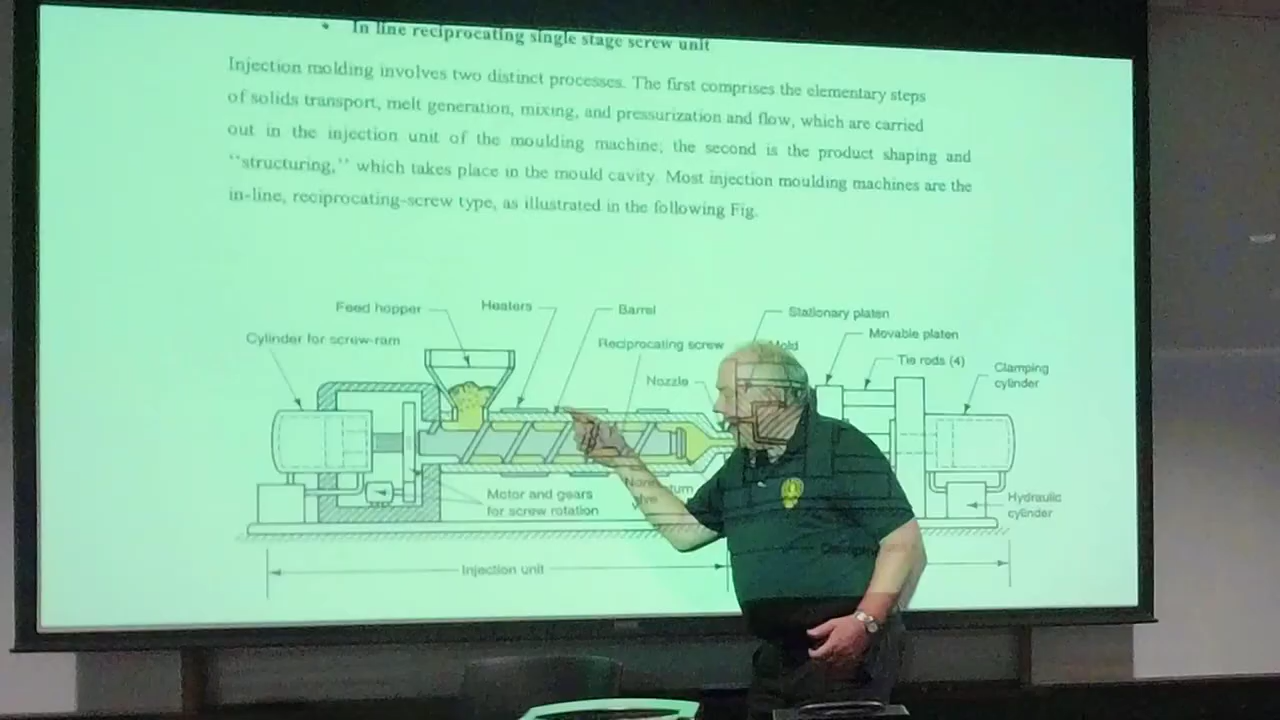 • In line reciprocating single stage screw unit
Injection molding involves two distinct processes. The first comprises the elementary steps
of solids transport, melt generation, mixing, and pressurization and flow, which are carried
out in the injection unit of the moulding machine; the second is the product shaping and
“structuring,” which takes place in the mould cavity. Most injection moulding machines are the
in-line, reciprocating-screw type, as illustrated in the following Fig.
Feed hopper
Heaters
Barrel
Stationary platen
Movable platen
Cylinder for screw-ram
Reciprocating screw
Mold
Tie rods (4)
Nozzle
Clamping
cylinder
Motor and gears
for screw rotation
Hydraulic
cylinder
Injection unit